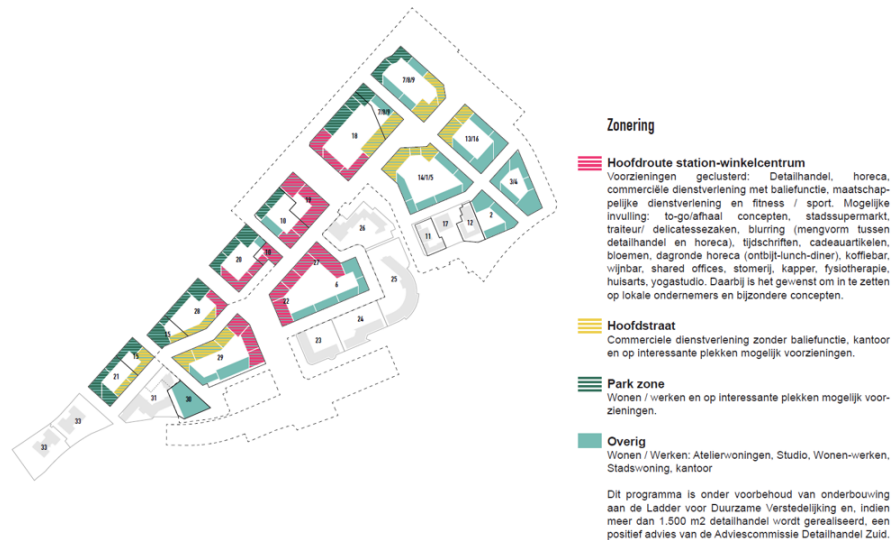 7/8/9
7/8/9
18
13/16
14/1/5
3/4
19
10
2
12
17
11
26
20
10
27
6
25
22
28
24
15
23
29
15
21
31
30
33
33
Zonering
Hoofdroute station-winkelcentrum
Voorzieningen geclusterd: Detailhandel, horeca,
commerciële dienstverlening met baliefunctie, maatschap-
pelijke dienstverlening en fitness / sport. Mogelijke
invulling: to-go/afhaal concepten, stadssupermarkt,
traiteur/ delicatessezaken, blurring (mengvorm tussen
detailhandel en horeca), tijdschriften, cadeauartikelen,
bloemen, dagronde horeca (ontbijt-lunch-diner), koffiebar,
wijnbar, shared offices, stomerij, kapper, fysiotherapie,
huisarts, yogastudio. Daarbij is het gewenst om in te zetten
op lokale ondernemers en bijzondere concepten.
Hoofdstraat
Commerciele dienstverlening zonder baliefunctie, kantoor
en op interessante plekken mogelijk voorzieningen.
Park zone
Wonen / werken en op interessante plekken mogelijk voor-
zieningen.
Overig
Wonen / Werken: Atelierwoningen, Studio, Wonen-werken,
Stadswoning, kantoor
Dit programma is onder voorbehoud van onderbouwing
aan de Ladder voor Duurzame Verstedelijking en, indien
meer dan 1.500 m2 detailhandel wordt gerealiseerd, een
positief advies van de Adviescommissie Detailhandel Zuid.